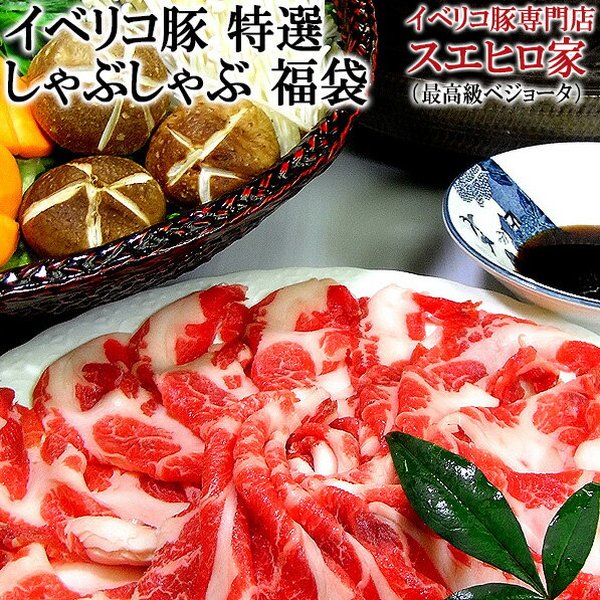 イベリコ豚 特選
しゃぶしゃぶ 福袋
イベリコ豚専門店
スエヒロ家
（最高級ベジョータ）